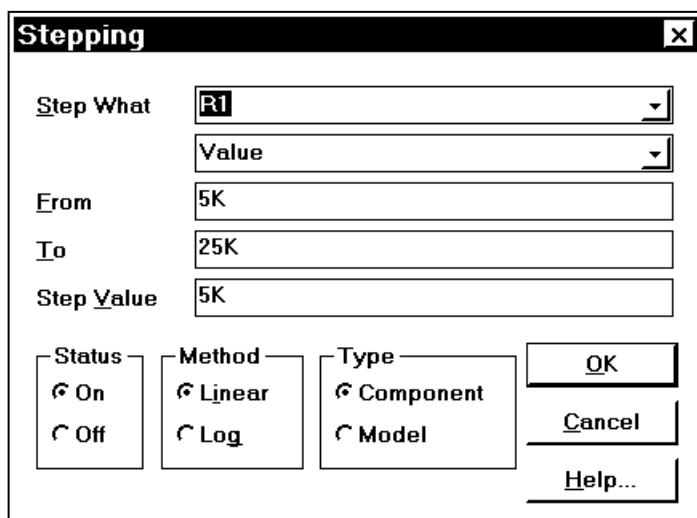 Stepping
Step What R1
Value
From 5K
To 25K
Step Value 5K
Status Method Type OK
On Linear Component
Off Log Model Cancel
Help...